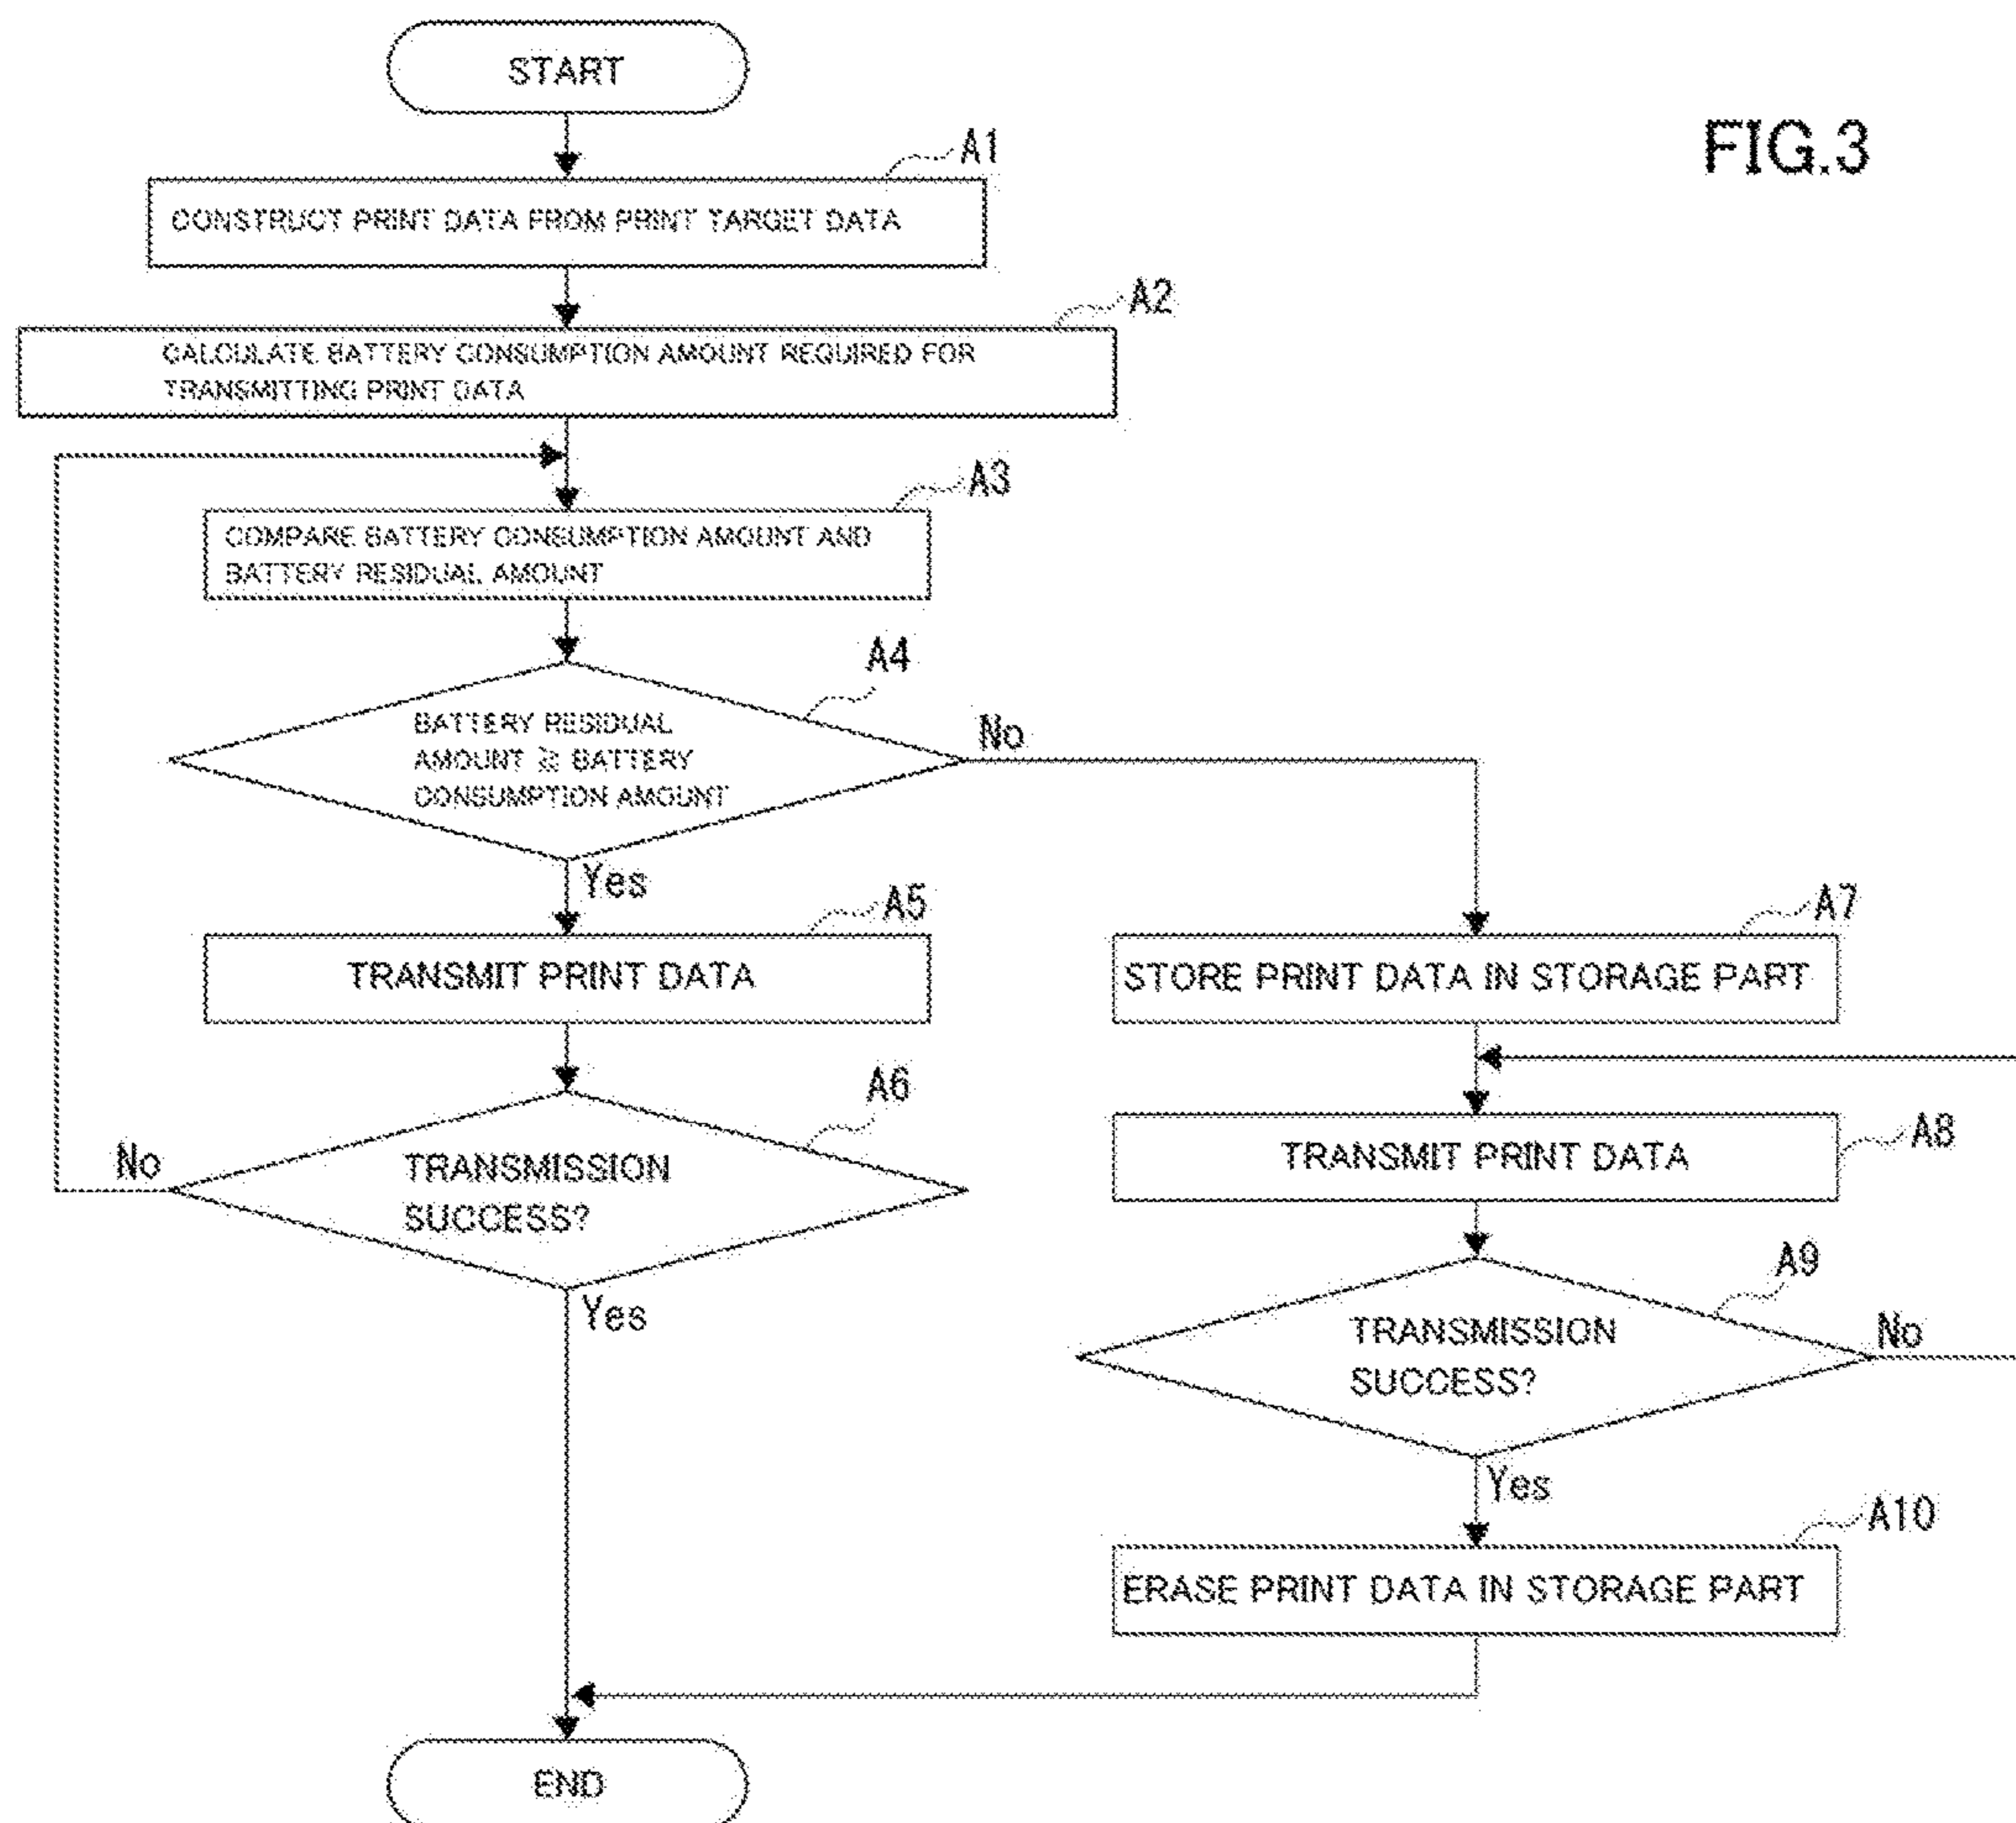 START
FIG.3
A1
CONSTRUCT PRINT DATA FROM PRINT TARGET DATA
A2
CALCULATE BATTERY CONSUMPTION AMOUNT REQUIRED FOR
TRANSMITTING PRINT DATA
A3
COMPARE BATTERY CONSUMPTION AMOUNT AND
BATTERY RESIDUAL AMOUNT
A4
BATTERY RESIDUAL
AMOUNT ≧ BATTERY
CONSUMPTION AMOUNT
No
Yes
A5
TRANSMIT PRINT DATA
A6
TRANSMISSION
SUCCESS?
No
Yes
A7
STORE PRINT DATA IN STORAGE PART
A8
TRANSMIT PRINT DATA
A9
TRANSMISSION
SUCCESS?
No
Yes
A10
ERASE PRINT DATA IN STORAGE PART
END